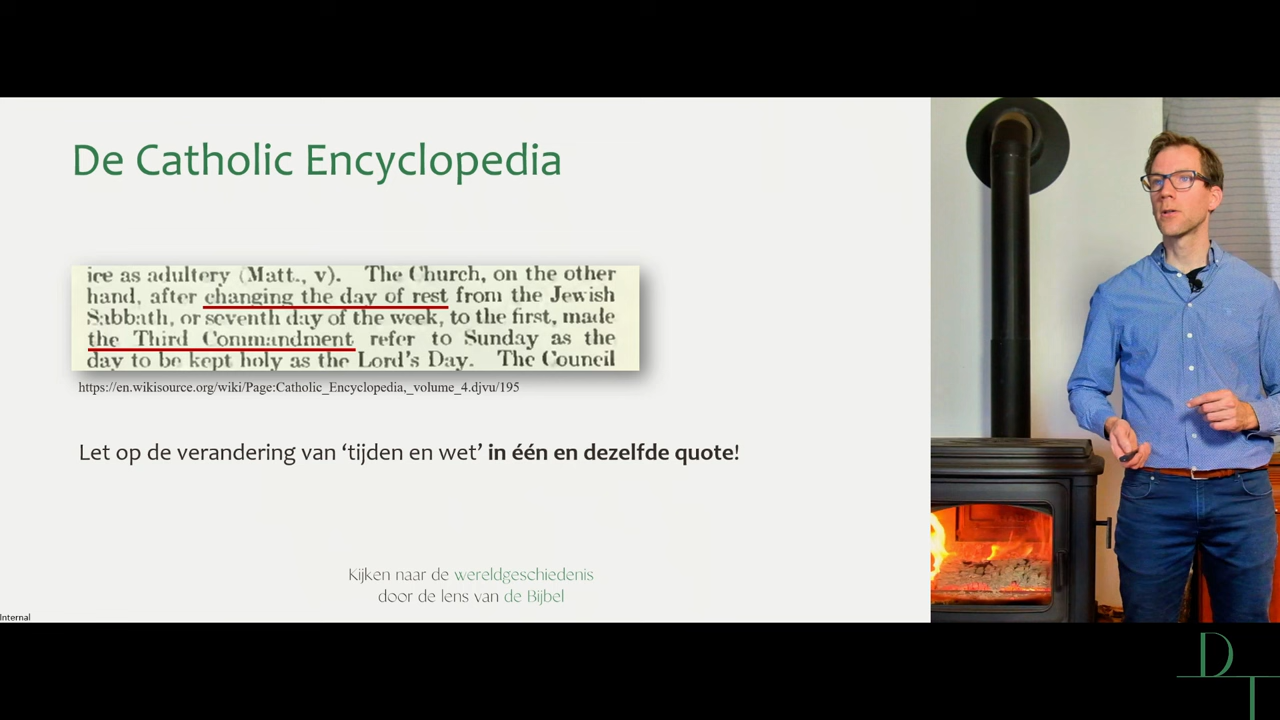 De Catholic Encyclopedia
ice as adultery (Matt., v). The Church, on the other
hand, after changing the day of rest from the Jewish
Sabbath, or seventh day of the week, to the first, made
the Third Commandment refer to Sunday as the
day to be kept holy as the Lord's Day. The Council
https://en.wikisource.org/wiki/Page:Catholic_Encyclopedia,_volume_4.djvu/195
Let op de verandering van ‘tijden en wet’ in één en dezelfde quote!
Kijken naar de wereldgeschiedenis
door de lens van de Bijbel
Internal
DT